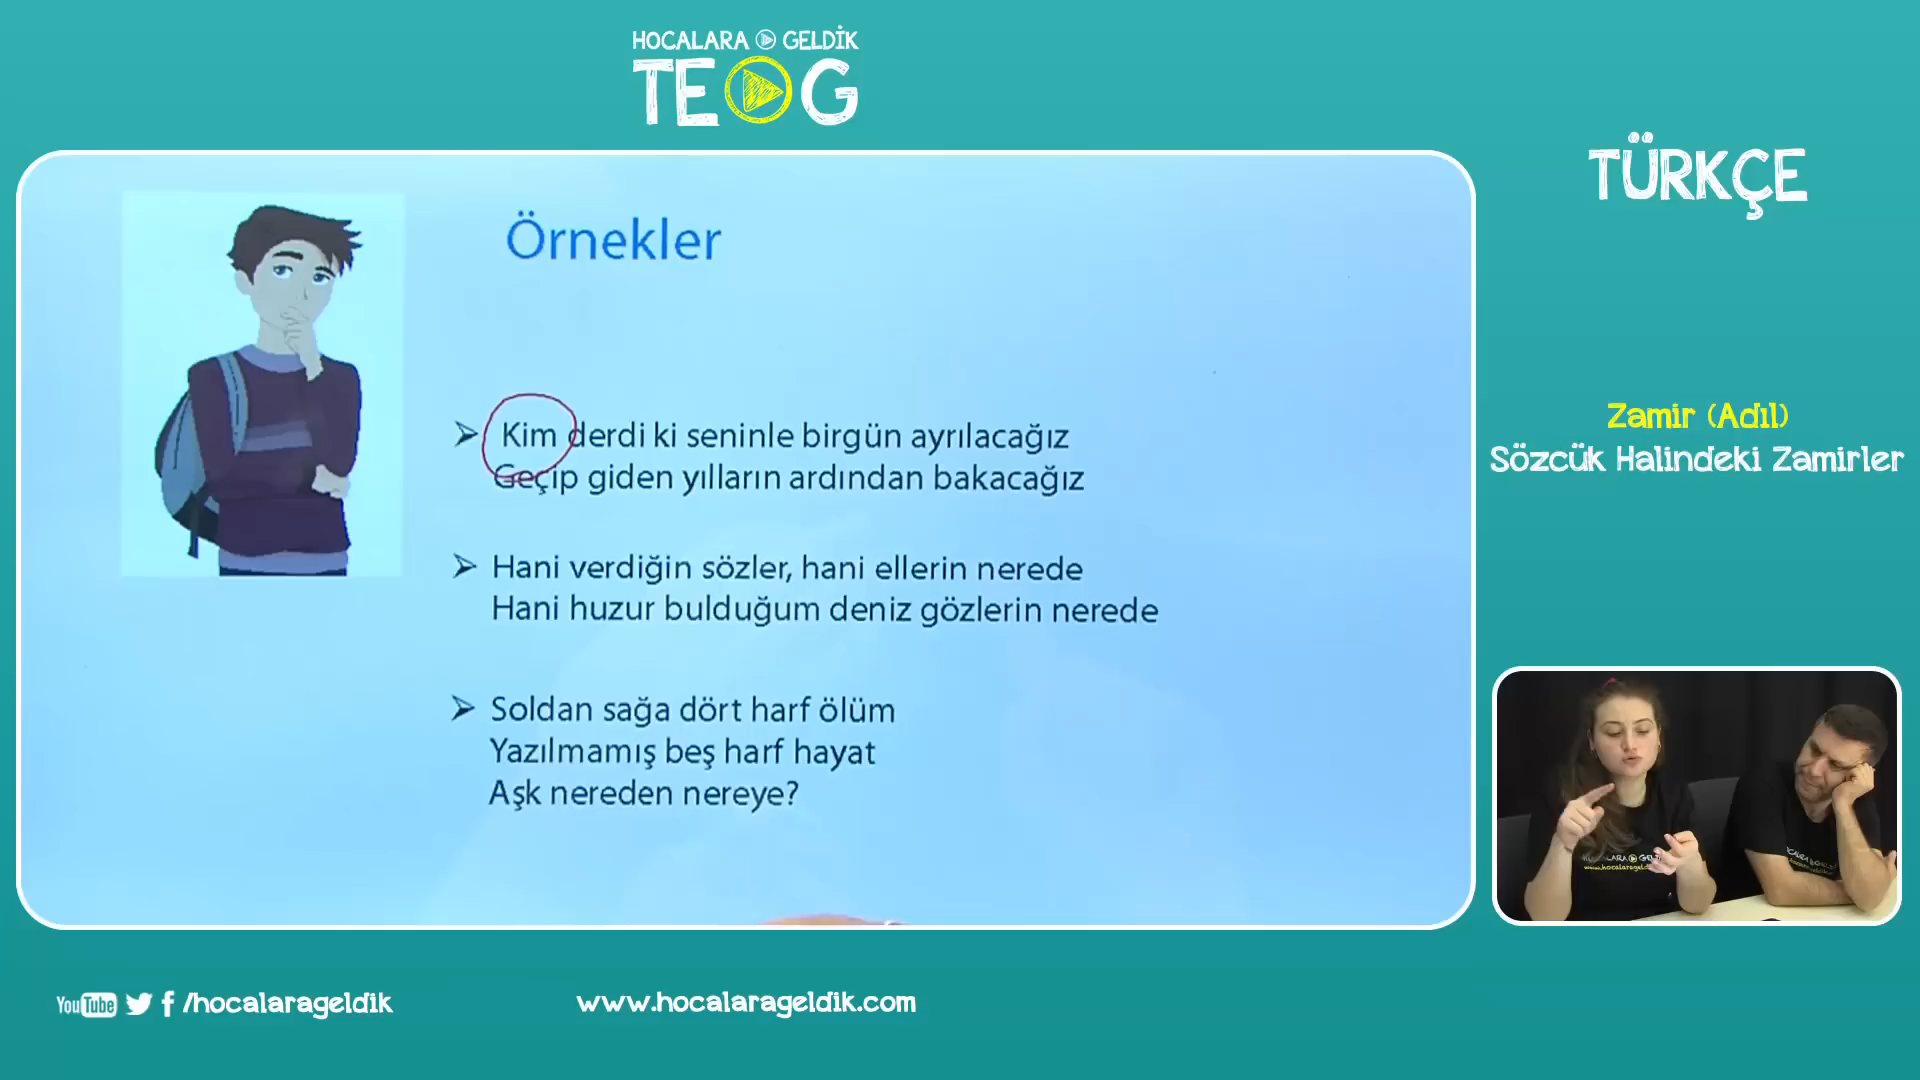 HOCALARA GELDİK
TEOG
TÜRKÇE
Örnekler
Kim derdi ki seninle birgün ayrılacağız
Geçip giden yılların ardından bakacağız
Hani verdiğin sözler, hani ellerin nerede
Hani huzur bulduğum deniz gözlerin nerede
Soldan sağa dört harf ölüm
Yazılmamış beş harf hayat
Aşk nereden nereye?
Zamir (Adıl)
Sözcük Halindeki Zamirler
YouTube /hocalarageldik
www.hocalarageldik.com